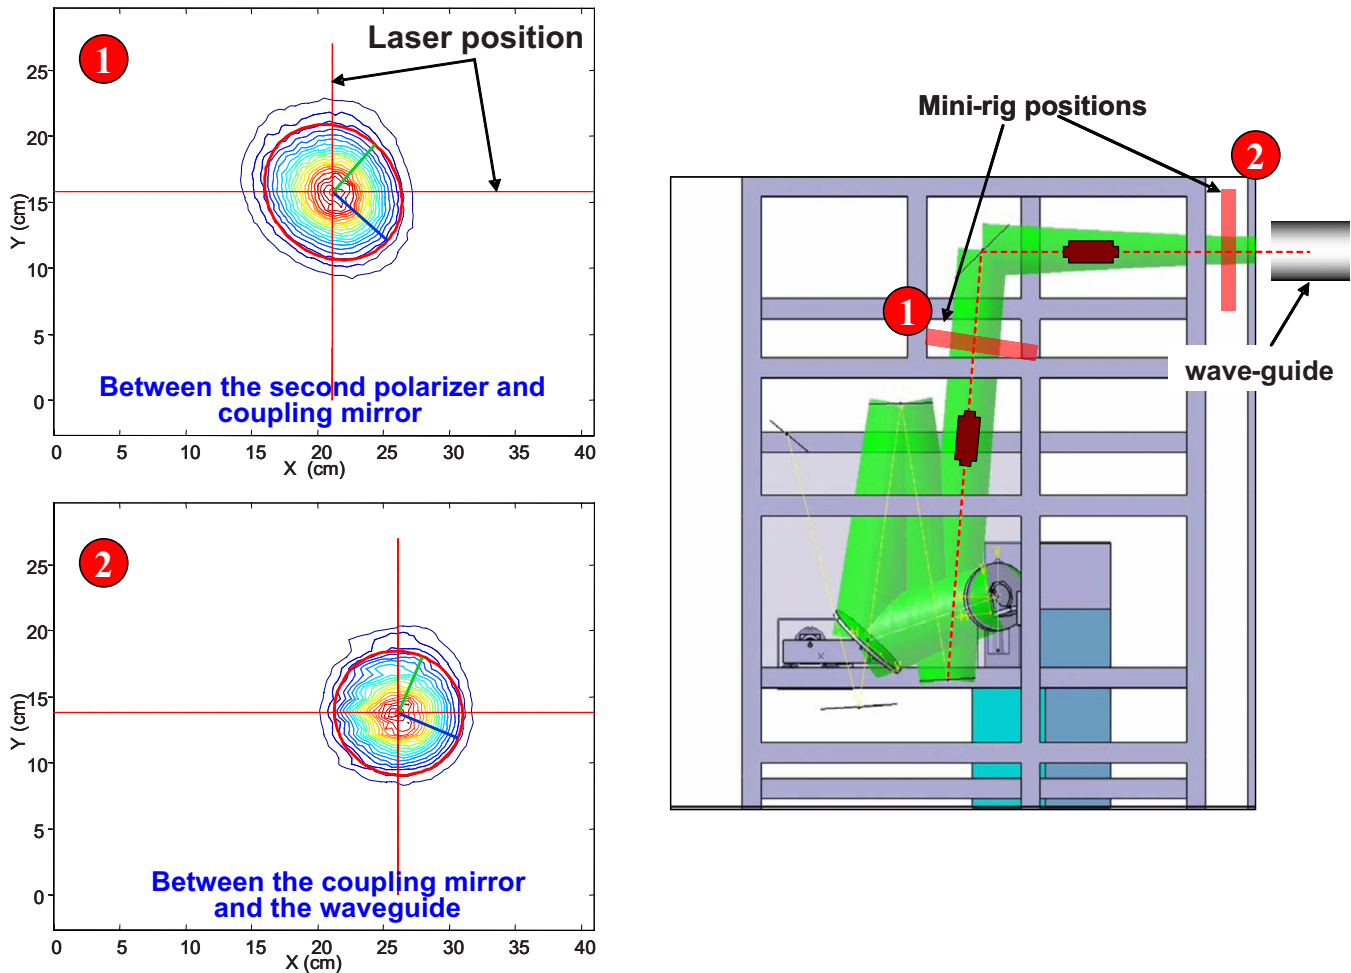 1
Laser position
25
20
15
10
5
0
Y (cm)
Between the second polarizer and
coupling mirror
0 5 10 15 20 25 30 35 40
X (cm)
2
25
20
15
10
5
0
Y (cm)
Between the coupling mirror
and the waveguide
0 5 10 15 20 25 30 35 40
X (cm)
Mini-rig positions
2
1
wave-guide